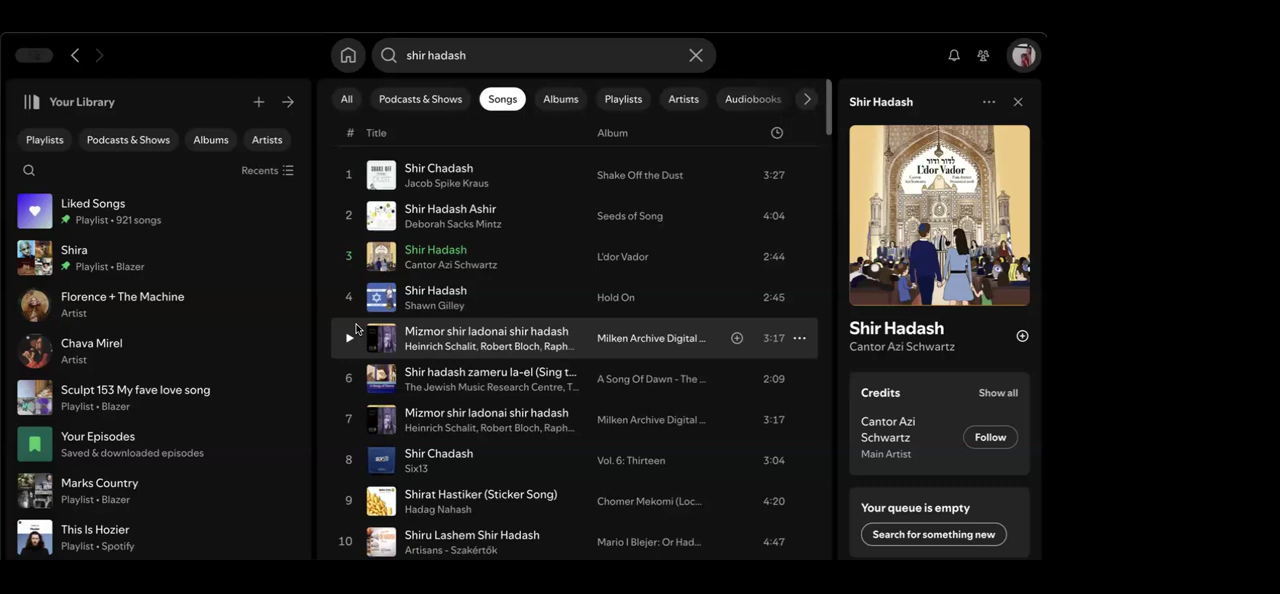 shir hadash
Your Library
Playlists
Podcasts & Shows
Albums
Artists
Recents
Liked Songs
Playlist • 921 songs
Shira
Playlist • Blazer
Florence + The Machine
Artist
Chava Mirel
Artist
Sculpt 153 My fave love song
Playlist • Blazer
Your Episodes
Saved & downloaded episodes
Marks Country
Playlist • Blazer
This Is Hozier
Playlist • Spotify
All
Podcasts & Shows
Songs
Albums
Playlists
Artists
Audiobooks
# Title Album
1 Shir Chadash Shake Off the Dust 3:27
Jacob Spike Kraus
2 Shir Hadash Ashir Seeds of Song 4:04
Deborah Sacks Mintz
3 Shir Hadash L'dor Vador 2:44
Cantor Azi Schwartz
4 Shir Hadash Hold On 2:45
Shawn Gilley
Mizmor shir ladonai shir hadash Milken Archive Digital ... 3:17
Heinrich Schalit, Robert Bloch, Raph...
6 Shir hadash zameru la-el (Sing t... A Song Of Dawn - The ... 2:09
The Jewish Music Research Centre, T...
7 Mizmor shir ladonai shir hadash Milken Archive Digital ... 3:17
Heinrich Schalit, Robert Bloch, Raph...
8 Shir Chadash Vol. 6: Thirteen 3:04
Six13
9 Shirat Hastiker (Sticker Song) Chomer Mekomi (Loc... 4:20
Hadag Nahash
10 Shiru Lashem Shir Hadash Mario I Blejer: Or Had... 4:47
Artisans - Szakértők
Shir Hadash
לדור ודור
L'dor Vador
Shir Hadash
Cantor Azi Schwartz
Credits
Show all
Cantor Azi
Schwartz
Main Artist
Follow
Your queue is empty
Search for something new